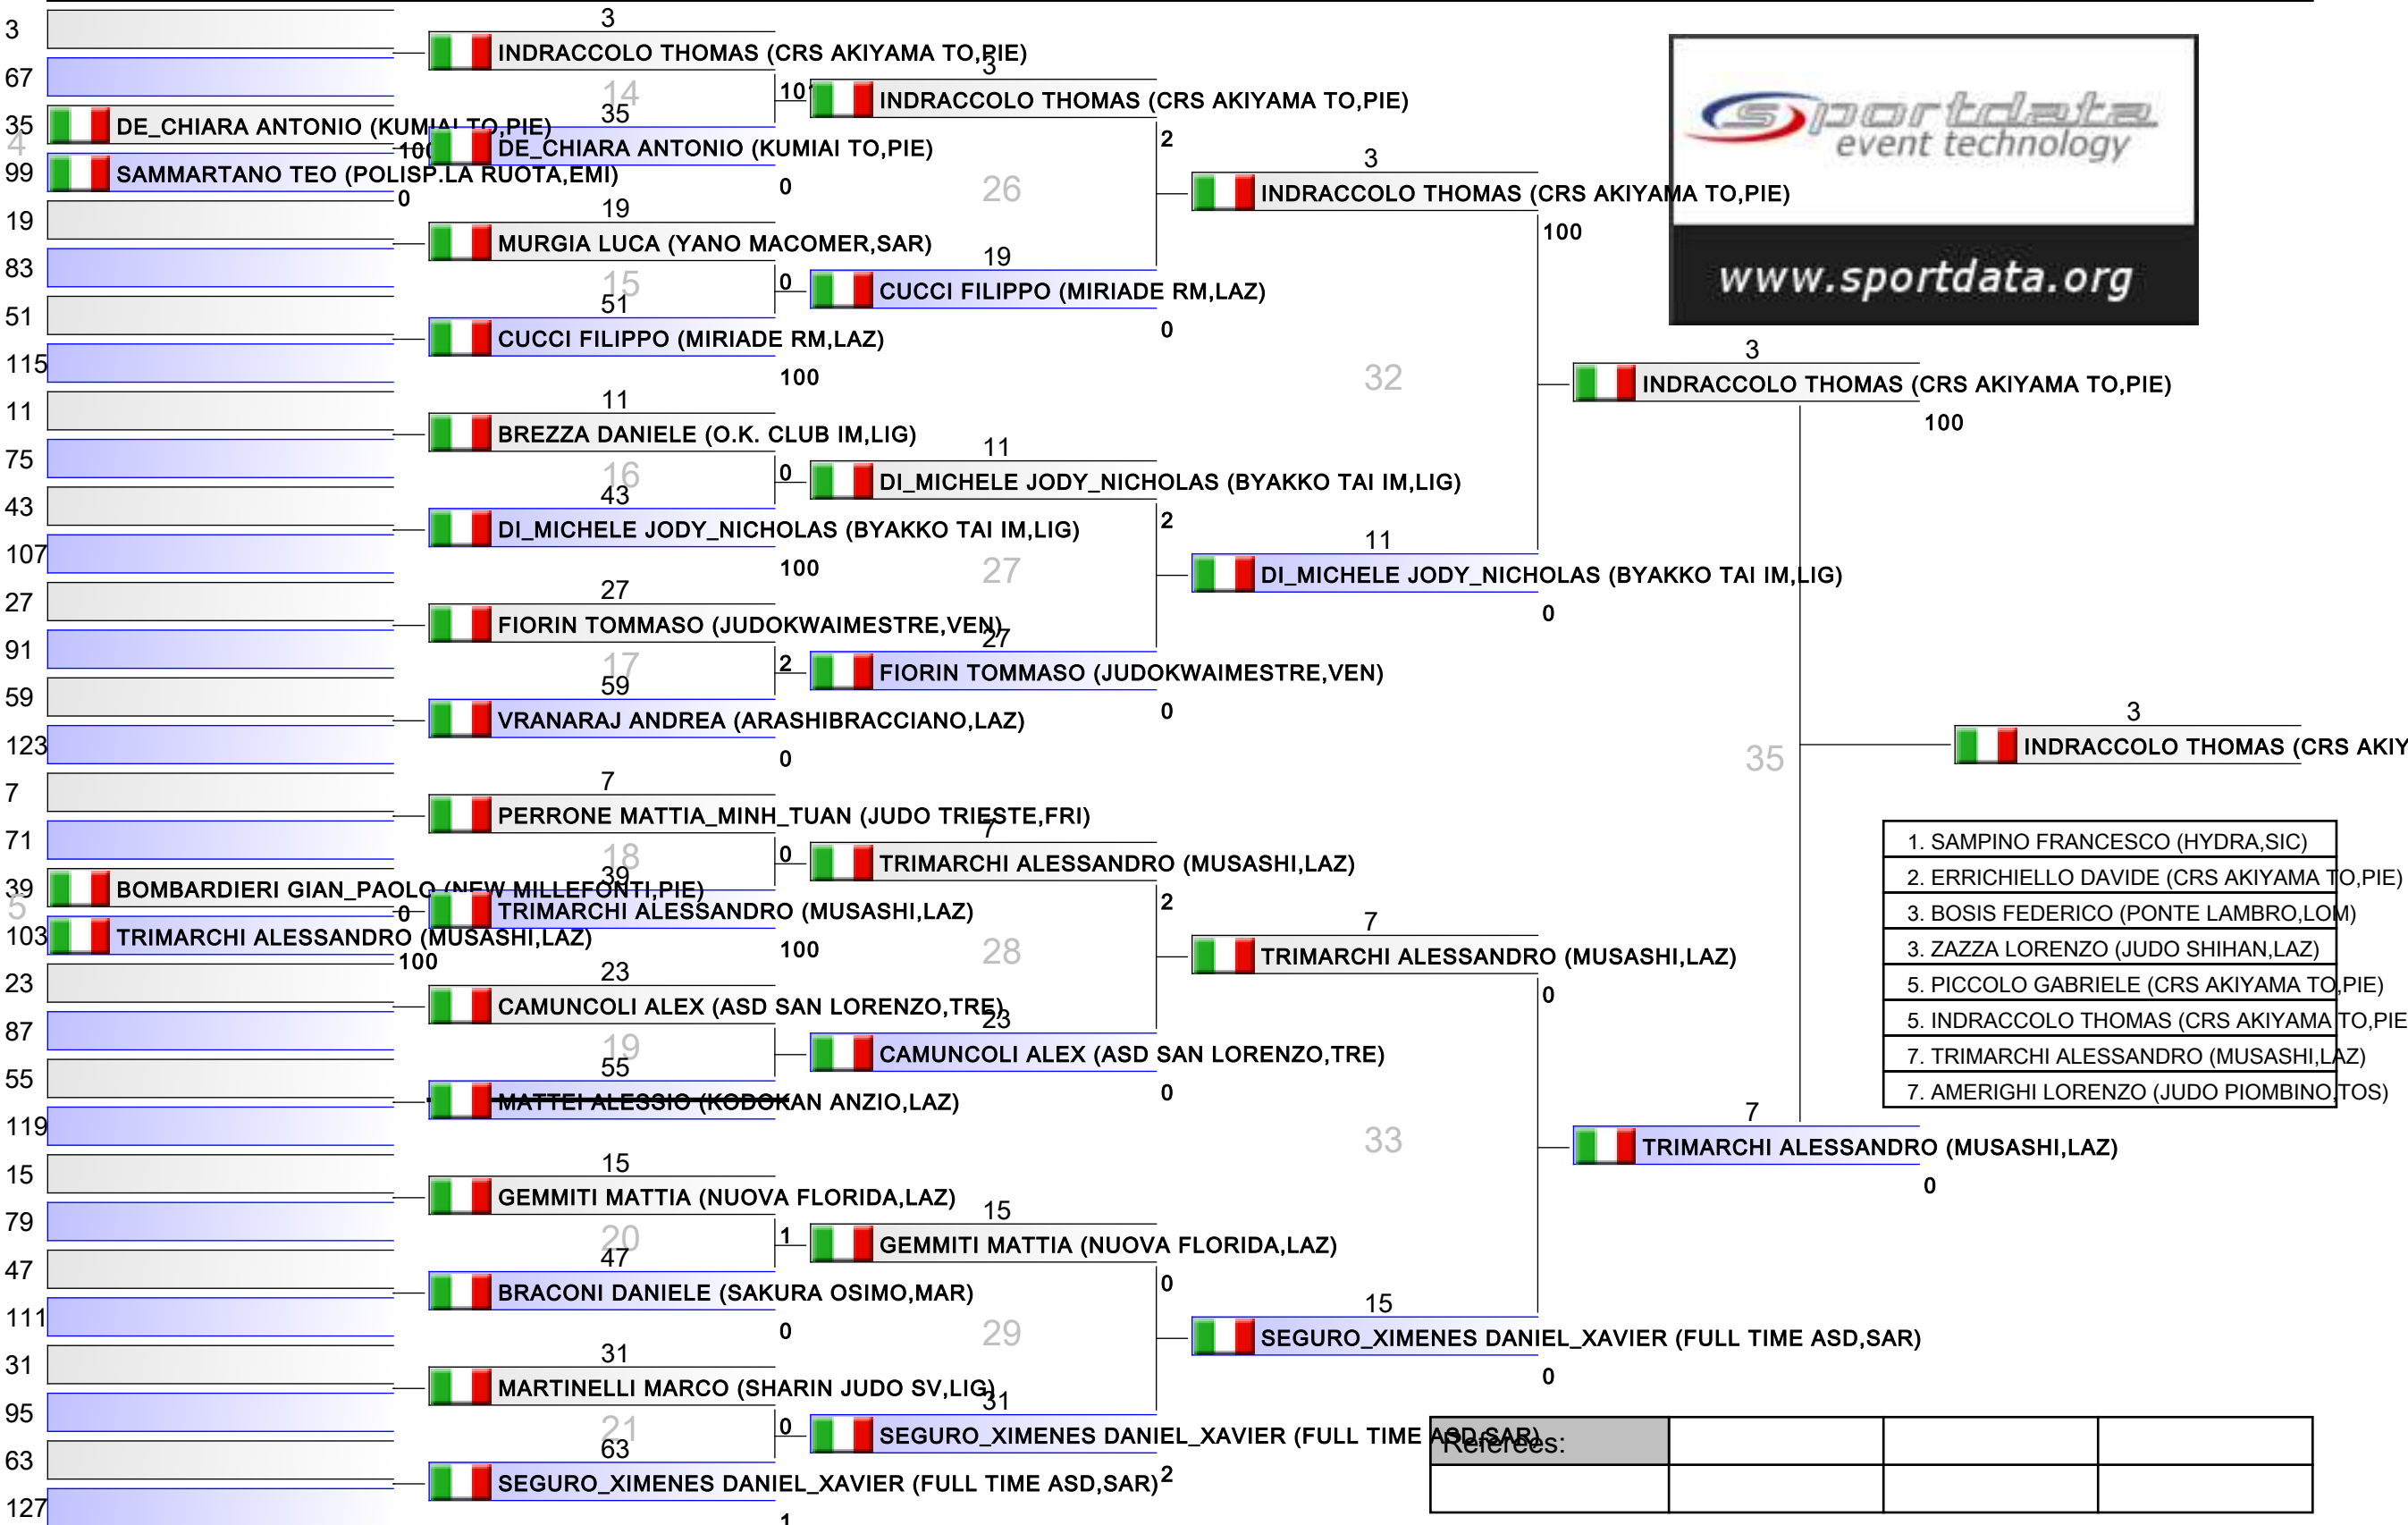 3
67
35
4
99
19
83
51
115
11
75
43
107
27
91
59
123
7
71
39
5
103
23
87
55
119
15
79
47
111
31
95
63
127
DE_CHIARA ANTONIO (KUMIAI TO,PIE)
100
SAMMARTANO TEO (POLISP.LA RUOTA,EMI)
0
BOMBARDIERI GIAN_PAOLO (NEW MILLEFONTI,PIE)
0
TRIMARCHI ALESSANDRO (MUSASHI,LAZ)
100
3
INDRACCOLO THOMAS (CRS AKIYAMA TO,PIE)
14
10
35
DE_CHIARA ANTONIO (KUMIAI TO,PIE)
0
19
MURGIA LUCA (YANO MACOMER,SAR)
15
0
51
CUCCI FILIPPO (MIRIADE RM,LAZ)
100
11
BREZZA DANIELE (O.K. CLUB IM,LIG)
16
0
43
DI_MICHELE JODY_NICHOLAS (BYAKKO TAI IM,LIG)
100
27
FIORIN TOMMASO (JUDOKWAIMESTRE,VEN)
17
2
59
VRANARAJ ANDREA (ARASHIBRACCIANO,LAZ)
0
7
PERRONE MATTIA_MINH_TUAN (JUDO TRIESTE,FRI)
18
0
39
TRIMARCHI ALESSANDRO (MUSASHI,LAZ)
100
23
CAMUNCOLI ALEX (ASD SAN LORENZO,TRE)
19
55
MATTEI ALESSIO (KODOKAN ANZIO,LAZ)
15
GEMMITI MATTIA (NUOVA FLORIDA,LAZ)
20
1
47
BRACONI DANIELE (SAKURA OSIMO,MAR)
0
31
MARTINELLI MARCO (SHARIN JUDO SV,LIG)
21
0
63
SEGURO_XIMENES DANIEL_XAVIER (FULL TIME ASD,SAR)
1
3
INDRACCOLO THOMAS (CRS AKIYAMA TO,PIE)
2
26
19
CUCCI FILIPPO (MIRIADE RM,LAZ)
0
11
DI_MICHELE JODY_NICHOLAS (BYAKKO TAI IM,LIG)
2
27
27
FIORIN TOMMASO (JUDOKWAIMESTRE,VEN)
0
7
TRIMARCHI ALESSANDRO (MUSASHI,LAZ)
2
28
23
CAMUNCOLI ALEX (ASD SAN LORENZO,TRE)
0
15
GEMMITI MATTIA (NUOVA FLORIDA,LAZ)
0
29
31
SEGURO_XIMENES DANIEL_XAVIER (FULL TIME ASD,SAR)
2
3
INDRACCOLO THOMAS (CRS AKIYAMA TO,PIE)
100
32
11
DI_MICHELE JODY_NICHOLAS (BYAKKO TAI IM,LIG)
0
7
TRIMARCHI ALESSANDRO (MUSASHI,LAZ)
0
33
15
SEGURO_XIMENES DANIEL_XAVIER (FULL TIME ASD,SAR)
0
sportdata
event technology
www.sportdata.org
3
INDRACCOLO THOMAS (CRS AKIYAMA TO,PIE)
100
35
7
TRIMARCHI ALESSANDRO (MUSASHI,LAZ)
0
3
INDRACCOLO THOMAS (CRS AKIY
1. SAMPINO FRANCESCO (HYDRA,SIC)
2. ERRICHIELLO DAVIDE (CRS AKIYAMA TO,PIE)
3. BOSIS FEDERICO (PONTE LAMBRO,LOM)
3. ZAZZA LORENZO (JUDO SHIHAN,LAZ)
5. PICCOLO GABRIELE (CRS AKIYAMA TO,PIE)
5. INDRACCOLO THOMAS (CRS AKIYAMA TO,PIE
7. TRIMARCHI ALESSANDRO (MUSASHI,LAZ)
7. AMERIGHI LORENZO (JUDO PIOMBINO,TOS)
Referees: